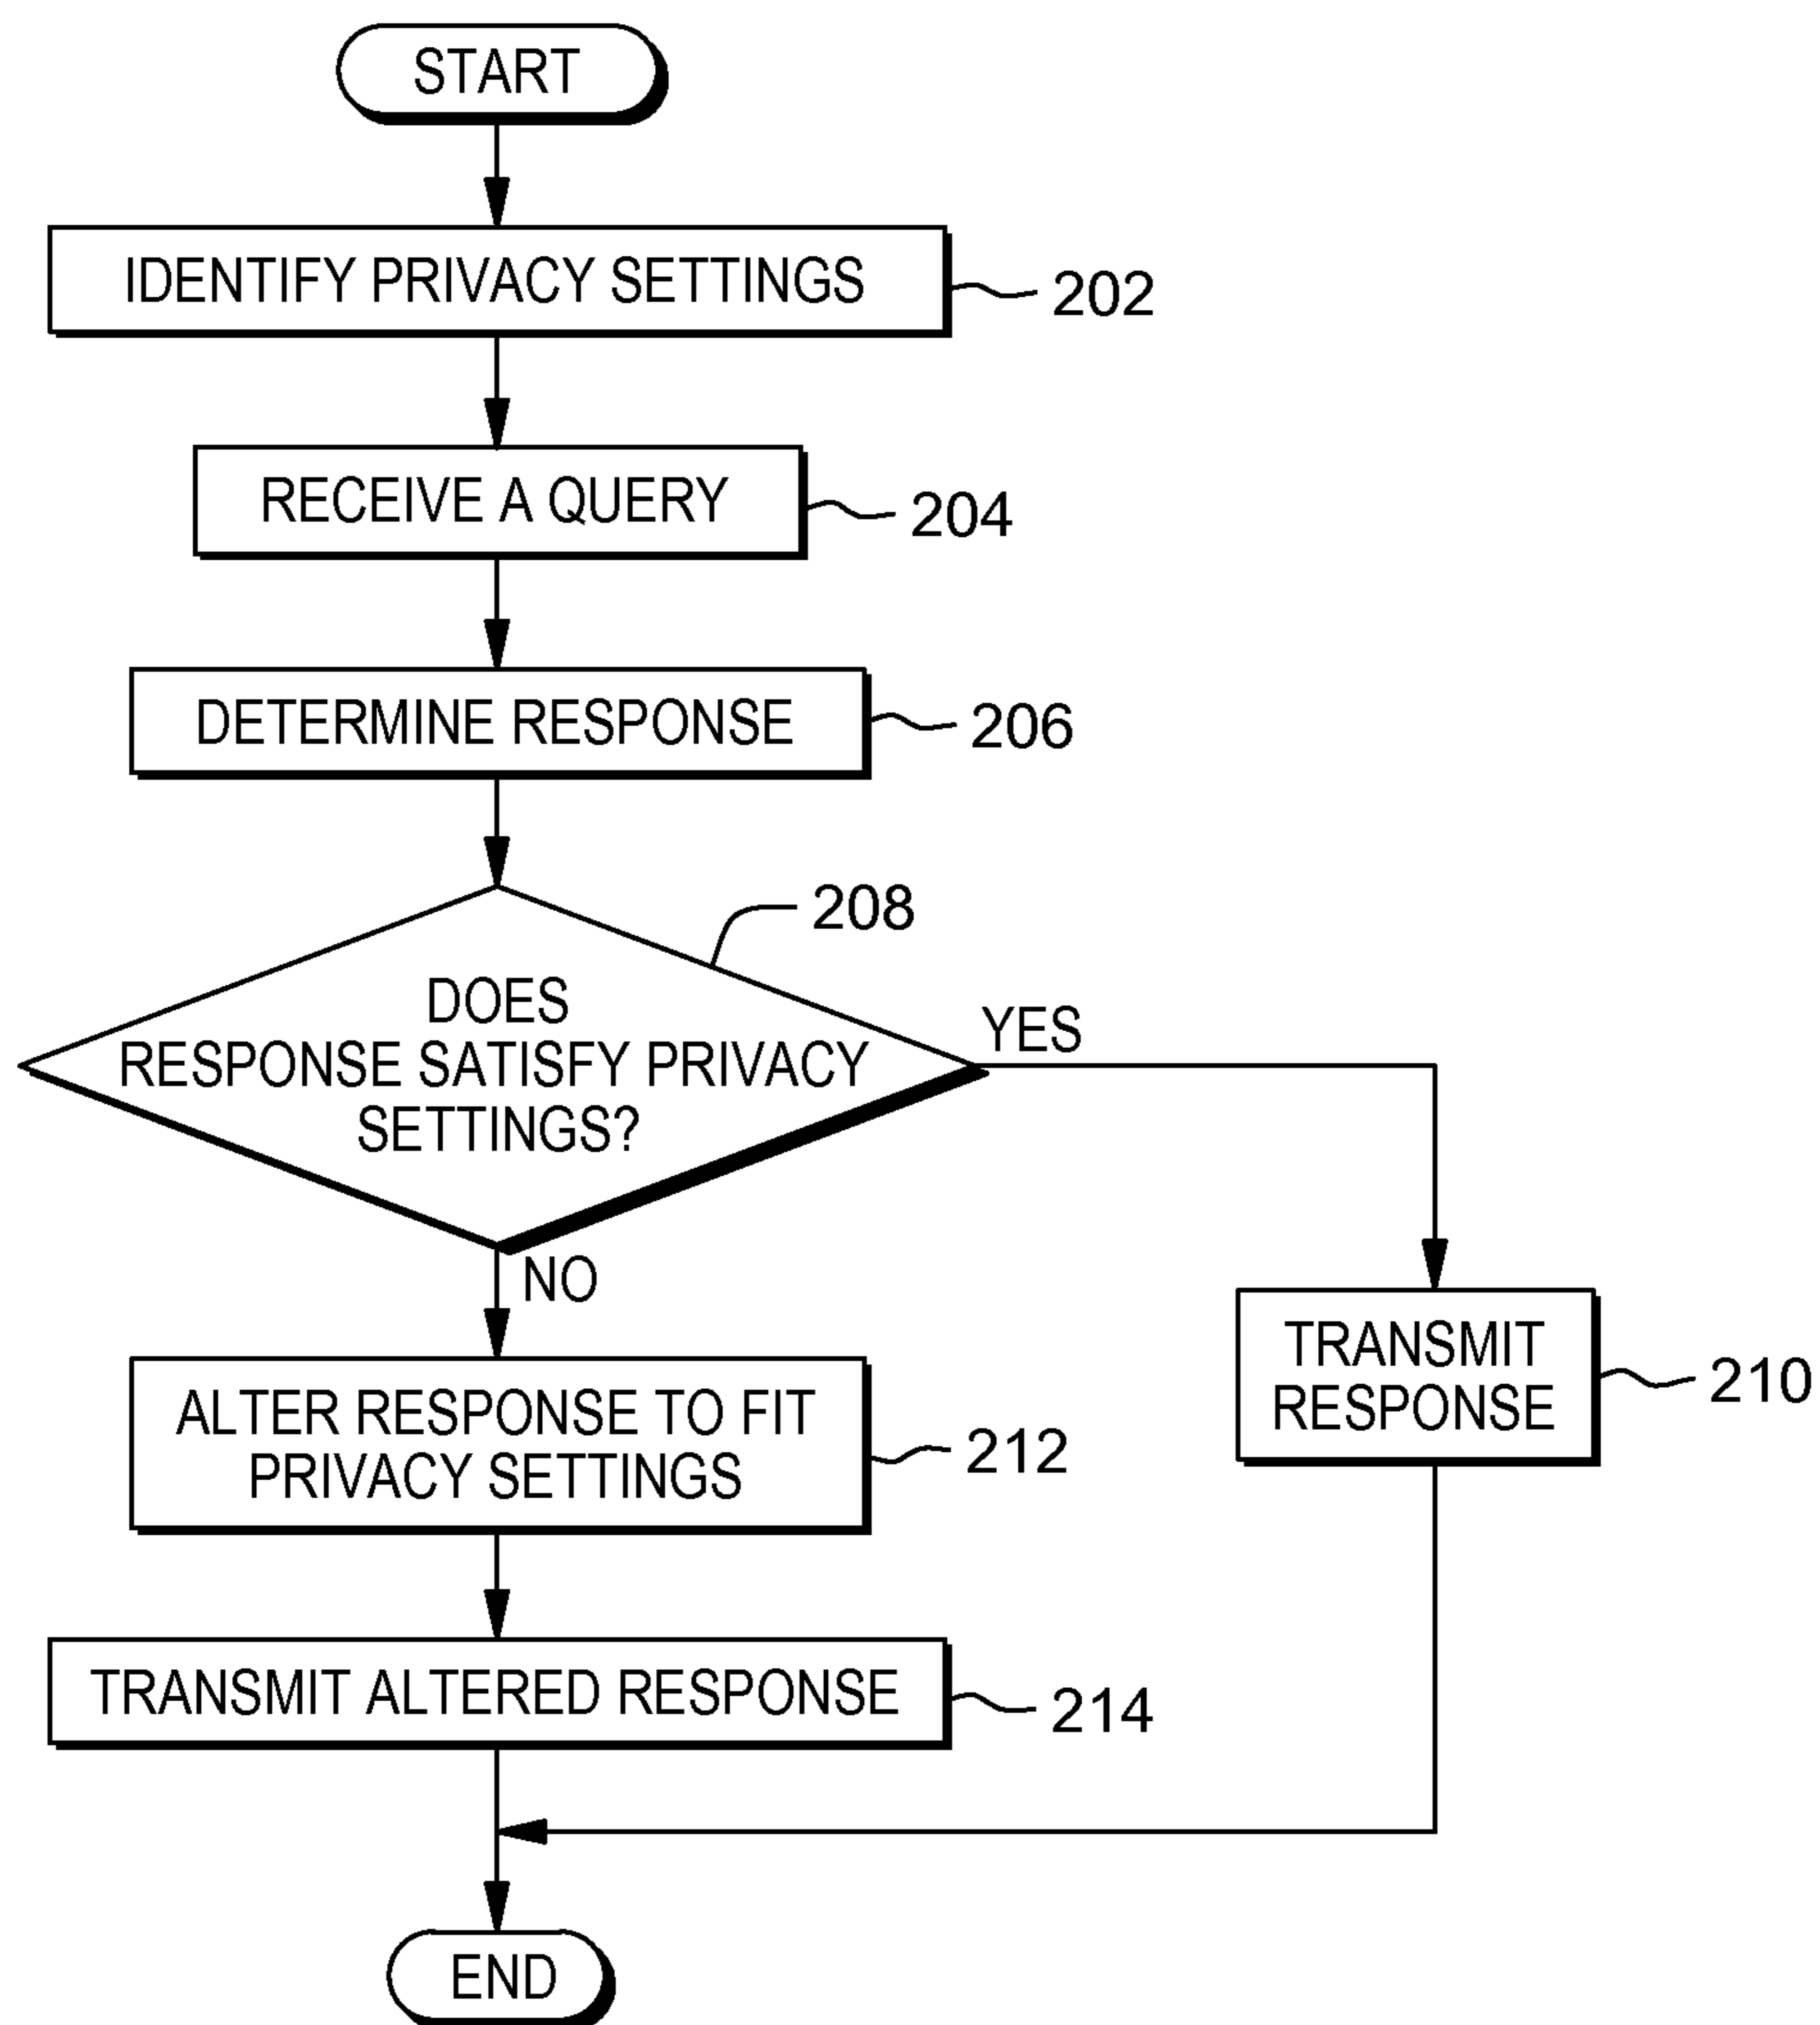 START
IDENTIFY PRIVACY SETTINGS
202
RECEIVE A QUERY
204
DETERMINE RESPONSE
206
208
DOES
RESPONSE SATISFY PRIVACY
SETTINGS?
YES
NO
TRANSMIT
RESPONSE
210
ALTER RESPONSE TO FIT
PRIVACY SETTINGS
212
TRANSMIT ALTERED RESPONSE
214
END